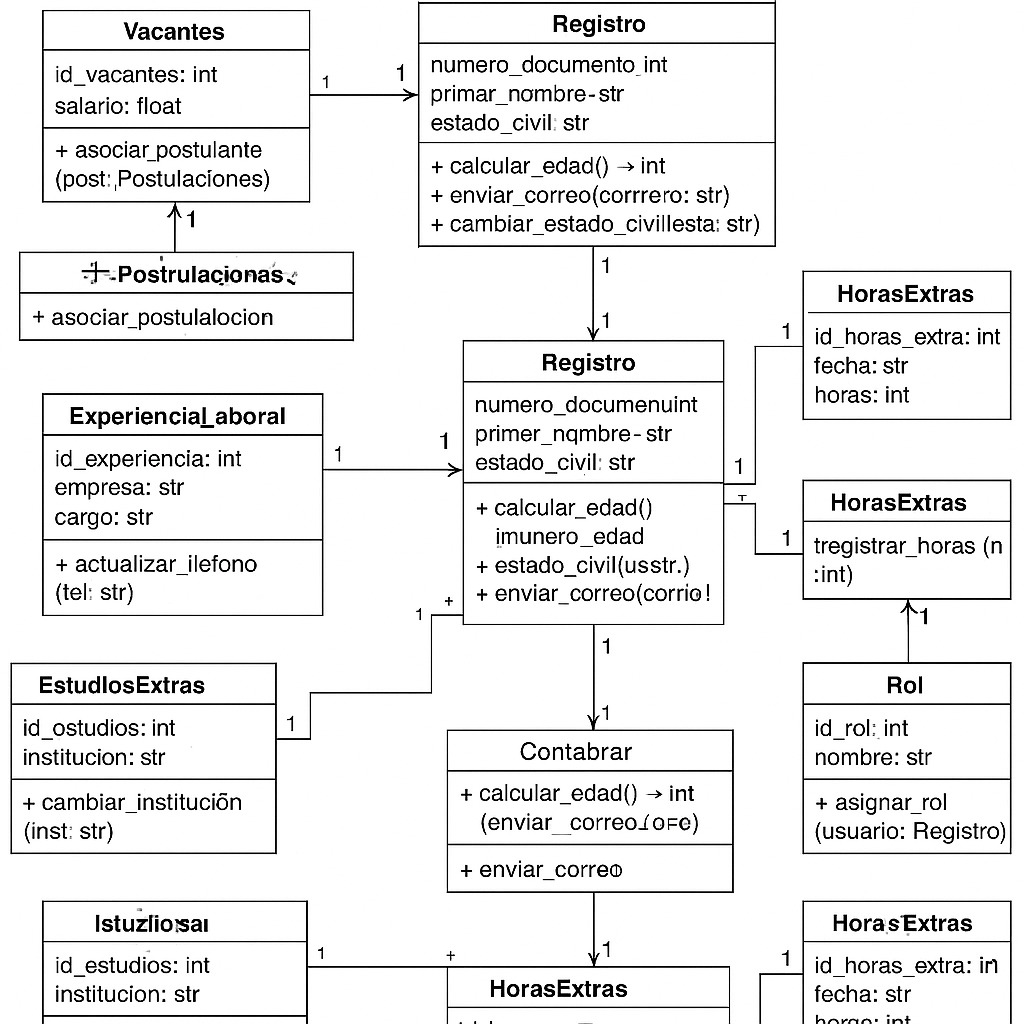 Vacantes
id_vacantes: int
salario: float
+ asociar_postulante
(post: Postulaciones)
1
1
Registro
numero_documento int
primar_nombre-str
estado_civil: str
+ calcular_edad() → int
+ enviar_correo(corrrero: str)
+ cambiar_estado_civillesta: str)
1
Postrulacionas
+ asociar_postulalocion
1
1
HorasExtras
id_horas_extra: int
fecha: str
horas: int
1
Registro
numero_documenuint
primer_nombre-str
estado_civil: str
+ calcular_edad()
imunero_edad
+ estado_civil(usstr.)
+ enviar_correo(corrio!
ExperienciaLaboral
id_experiencia: int
empresa: str
cargo: str
+ actualizar_ilefono
(tel: str)
1
1
1
HorasExtras
tregistrar_horas (n
:int)
1
1
1
+
EstudIosExtras
id_ostudios: int
institucion: str
+ cambiar_institución
(inst: str)
1
1
1
Contabrar
+ calcular_edad() → int
(enviar_correo
+ enviar_correo
Rol
id_rol: int
nombre: str
+ asignar_rol
(usuario: Registro)
id_estudios: int
institucion: str
1
+
1
HorasExtras
1
HorasExtras
id_horas_extra: in
fecha: str